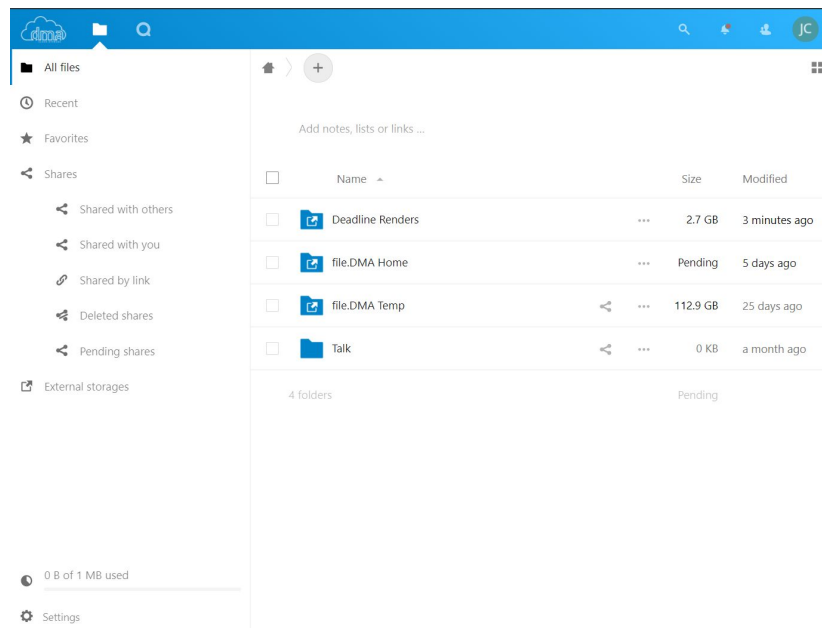 dma
JC
All files
Recent
Favorites
Shares
Shared with others
Shared with you
Shared by link
Deleted shares
Pending shares
External storages
0 B of 1 MB used
Settings
Add notes, lists or links ...
Name Size Modified
Deadline Renders 2.7 GB 3 minutes ago
file.DMA Home Pending 5 days ago
file.DMA Temp 112.9 GB 25 days ago
Talk 0 KB a month ago
4 folders Pending